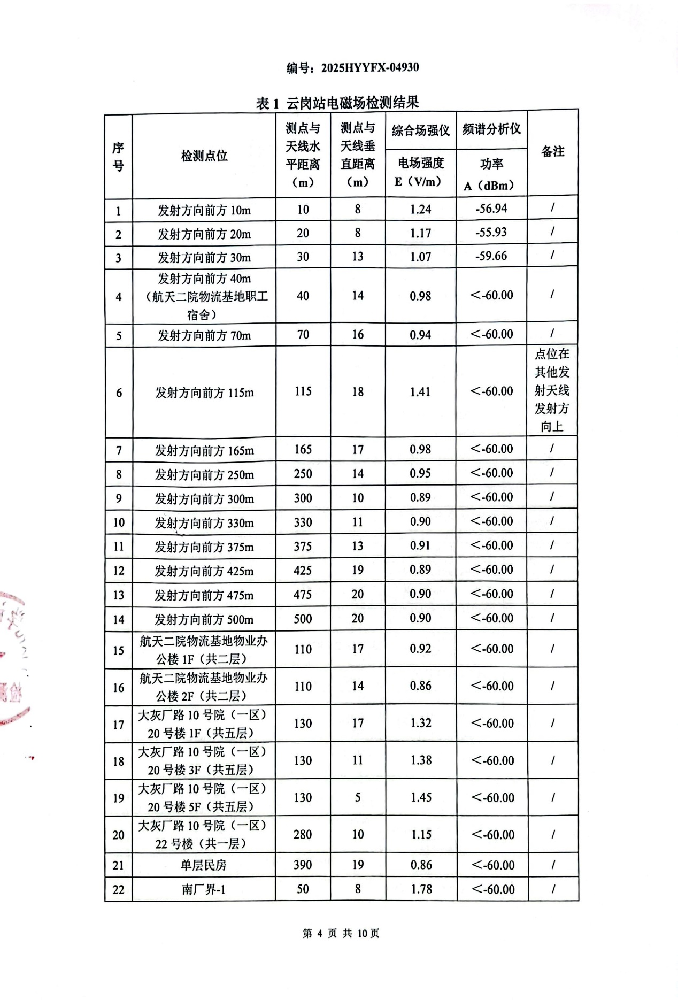 编号：2025HYYFX-04930
表 1 云岗站电磁场检测结果
序号 检测点位 测点与天线水平距离（m） 测点与天线垂直距离（m） 综合场强仪 电场强度 E（V/m） 频谱分析仪 功率 A（dBm） 备注
1 发射方向前方 10m 10 8 1.24 -56.94 /
2 发射方向前方 20m 20 8 1.17 -55.93 /
3 发射方向前方 30m 30 13 1.07 -59.66 /
4 发射方向前方 40m（航天二院物流基地职工宿舍） 40 14 0.98 ＜-60.00 /
5 发射方向前方 70m 70 16 0.94 ＜-60.00 /
6 发射方向前方 115m 115 18 1.41 ＜-60.00 点位在其他发射天线发射方向上
7 发射方向前方 165m 165 17 0.98 ＜-60.00 /
8 发射方向前方 250m 250 14 0.95 ＜-60.00 /
9 发射方向前方 300m 300 10 0.89 ＜-60.00 /
10 发射方向前方 330m 330 11 0.90 ＜-60.00 /
11 发射方向前方 375m 375 13 0.91 ＜-60.00 /
12 发射方向前方 425m 425 19 0.89 ＜-60.00 /
13 发射方向前方 475m 475 20 0.90 ＜-60.00 /
14 发射方向前方 500m 500 20 0.90 ＜-60.00 /
15 航天二院物流基地物业办公楼 1F（共二层） 110 17 0.92 ＜-60.00 /
16 航天二院物流基地物业办公楼 2F（共二层） 110 14 0.86 ＜-60.00 /
17 大灰厂路 10 号院（一区）20 号楼 1F（共五层） 130 17 1.32 ＜-60.00 /
18 大灰厂路 10 号院（一区）20 号楼 3F（共五层） 130 11 1.38 ＜-60.00 /
19 大灰厂路 10 号院（一区）20 号楼 5F（共五层） 130 5 1.45 ＜-60.00 /
20 大灰厂路 10 号院（一区）22 号楼（共一层） 280 10 1.15 ＜-60.00 /
21 单层民房 390 19 0.86 ＜-60.00 /
22 南厂界-1 50 8 1.78 ＜-60.00 /
第 4 页 共 10 页